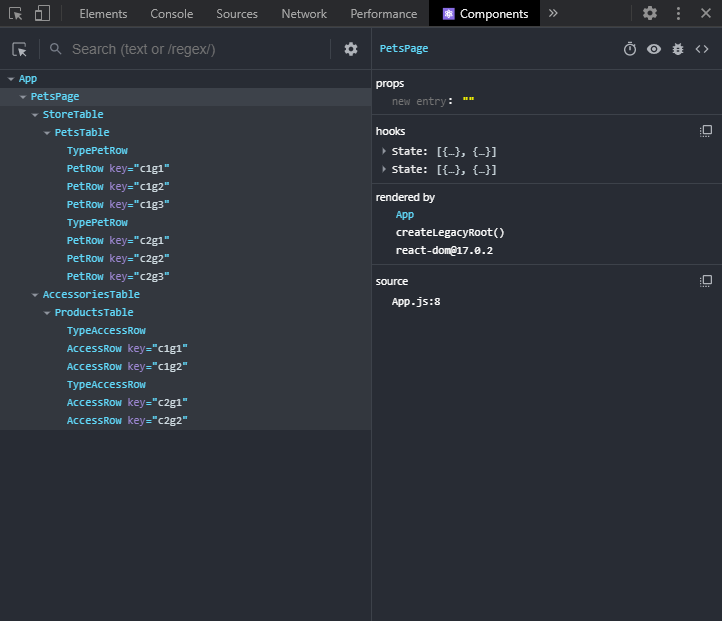 Elements Console Sources Network Performance Components
Search (text or /regex/)
App
PetsPage
StoreTable
PetsTable
TypePetRow
PetRow key="c1g1"
PetRow key="c1g2"
PetRow key="c1g3"
TypePetRow
PetRow key="c2g1"
PetRow key="c2g2"
PetRow key="c2g3"
AccessoriesTable
ProductsTable
TypeAccessRow
AccessRow key="c1g1"
AccessRow key="c1g2"
TypeAccessRow
AccessRow key="c2g1"
AccessRow key="c2g2"
PetsPage
props
new entry: ""
hooks
State: [{…}, {…}]
State: [{…}, {…}]
rendered by
App
createLegacyRoot()
react-dom@17.0.2
source
App.js:8